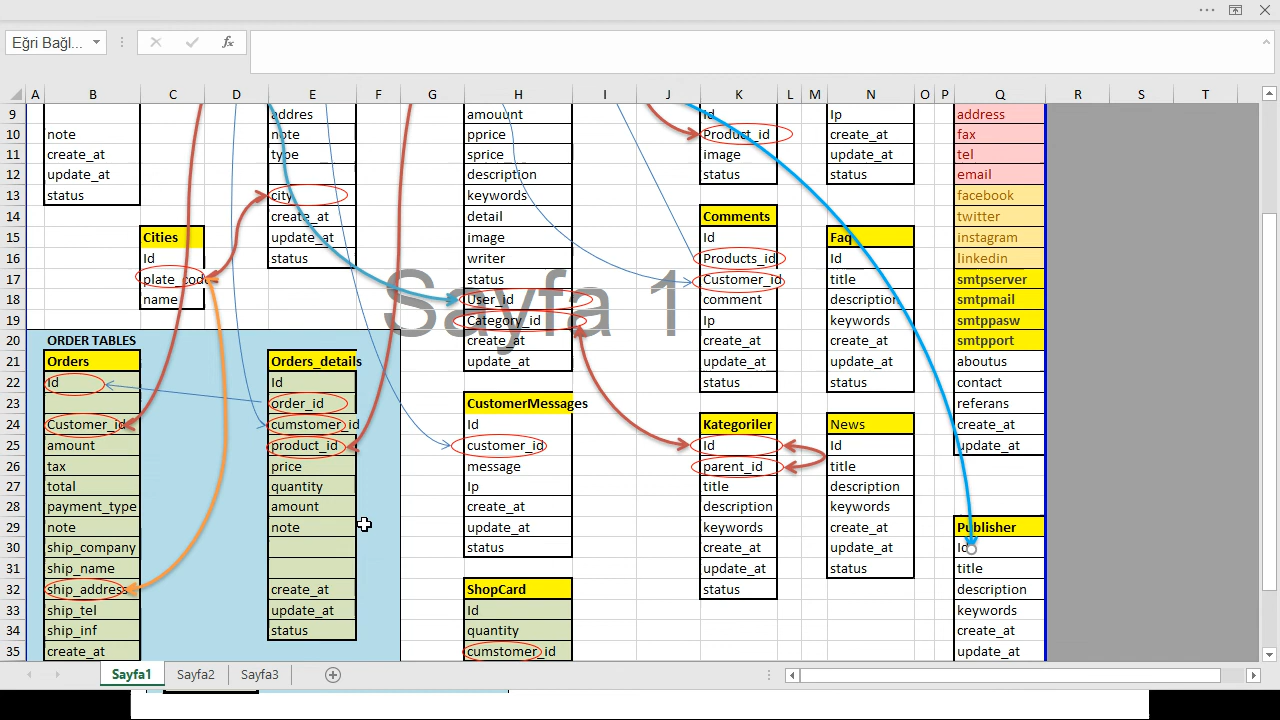 Eğri Bağl...
fx
A B C D E F G H I J K L M N O P Q R S T
9 addres amouunt Id Ip address
10 note note pprice Product_id create_at fax
11 create_at type sprice image update_at tel
12 update_at description status status email
13 status city keywords facebook
14 create_at detail Comments twitter
15 Cities update_at image Id Faq instagram
16 Id status writer Products_id Id linkedin
17 plate_code status Customer_id title smtpserver
18 name User_id comment description smtpmail
19 Category_id Ip keywords smtppasw
20 ORDER TABLES create_at create_at create_at smtpport
21 Orders Orders_details update_at update_at update_at aboutus
22 Id Id status status contact
23 order_id CustomerMessages referans
24 Customer_id cumstomer_id Id Kategoriler News create_at
25 amount product_id customer_id Id Id update_at
26 tax price message parent_id title
27 total quantity Ip title description
28 payment_type amount create_at description keywords
29 note note update_at keywords create_at Publisher
30 ship_company status create_at update_at Id
31 ship_name update_at status title
32 ship_address create_at ShopCard status description
33 ship_tel update_at Id keywords
34 ship_inf status quantity create_at
35 create_at cumstomer_id update_at
Sayfa 1
Sayfa1 Sayfa2 Sayfa3